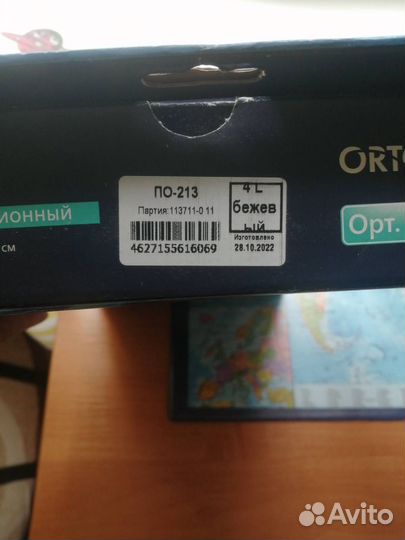 ORT
ПО-213
Партия:113711-0 11
4627155616069
4 L
бежев
ый
Изготовлено
28.10.2022
ИОННЫЙ
см
Орт.
Avito